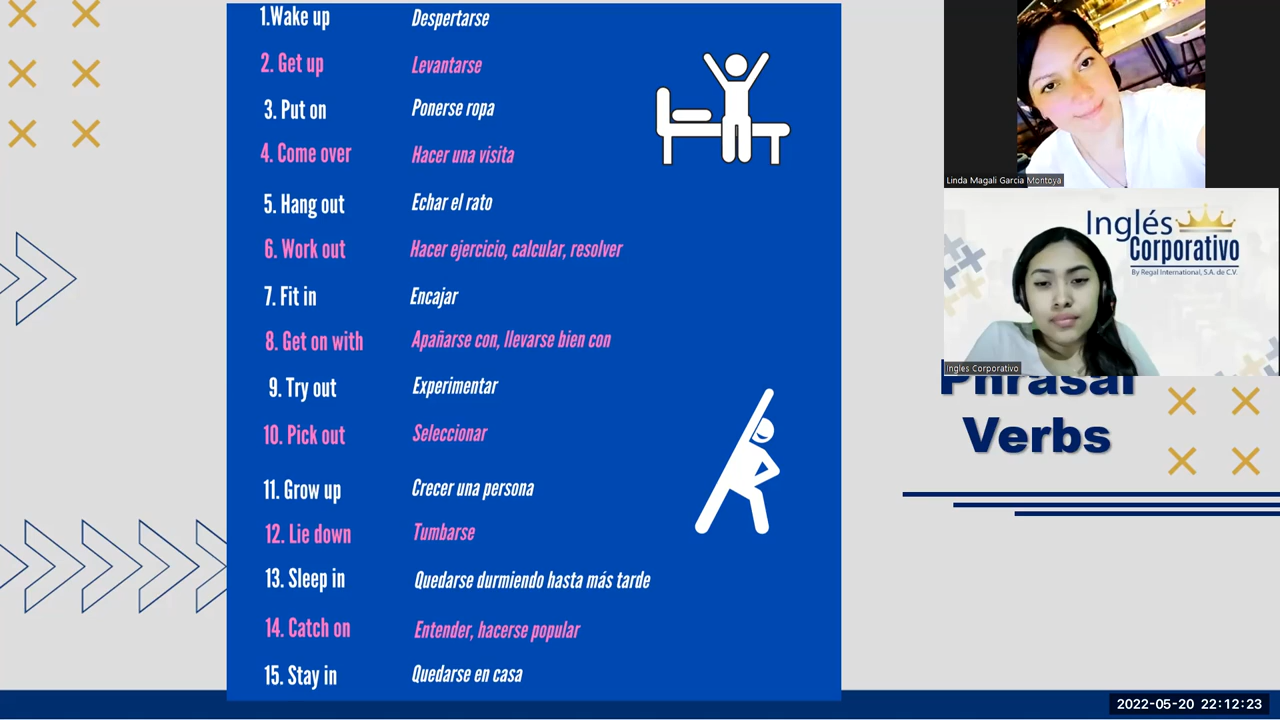 1.Wake up Despertarse
2. Get up Levantarse
3. Put on Ponerse ropa
4. Come over Hacer una visita
5. Hang out Echar el rato
6. Work out Hacer ejercicio, calcular, resolver
7. Fit in Encajar
8. Get on with Apañarse con, llevarse bien con
9. Try out Experimentar
10. Pick out Seleccionar
11. Grow up Crecer una persona
12. Lie down Tumbarse
13. Sleep in Quedarse durmiendo hasta más tarde
14. Catch on Entender, hacerse popular
15. Stay in Quedarse en casa
Linda Magali Garcia Montoya
Inglés
Corporativo
By Regal International, S.A. de C.V.
Ingles Corporativo
Phrasal
Verbs
2022-05-20 22:12:23